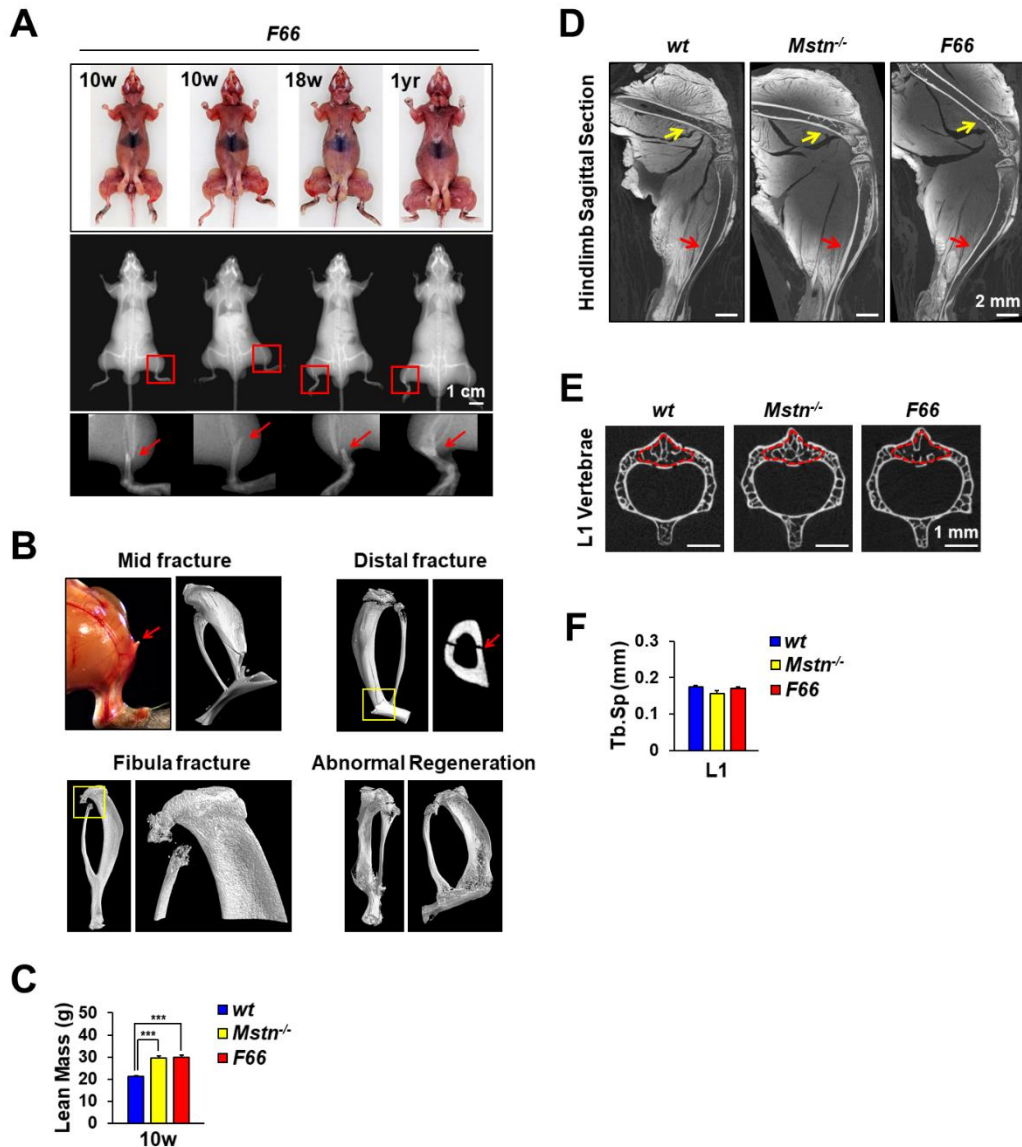 A
F66
10w 10w 18w 1yr
1 cm
B
Mid fracture Distal fracture
Fibula fracture Abnormal Regeneration
C
Lean Mass (g)
50
40
30
20
10
0
***
***
10w
wt
Mstn-/-
F66
D
wt Mstn-/- F66
Hindlimb Sagittal Section
2 mm
E
wt Mstn-/- F66
L1 Vertebrae
1 mm
F
Tb.Sp (mm)
0.3
0.2
0.1
0
L1
wt
Mstn-/-
F66